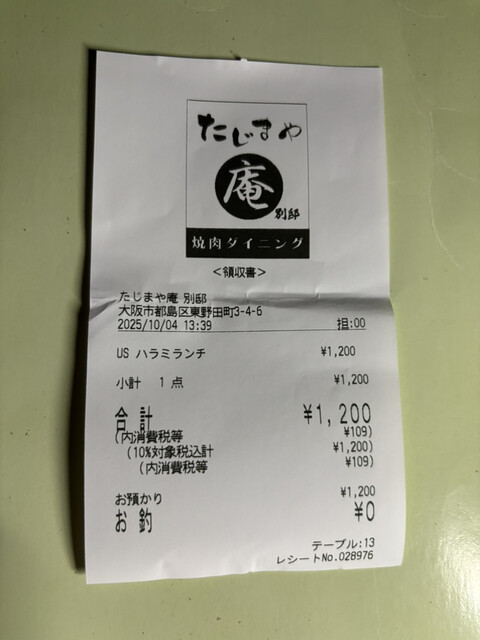 たじまや
庵
別邸
焼肉ダイニング
<領収書>
たじまや庵 別邸
大阪市都島区東野田町3-4-6
2025/10/04 13:39 担:00
US ハラミランチ ¥1,200
小計 1 点 ¥1,200
合計 ¥1,200
(内消費税等 ¥109)
(10%対象税込計 ¥1,200)
(内消費税等 ¥109)
お預かり ¥1,200
お釣 ¥0
テーブル:13
レシートNo.028976